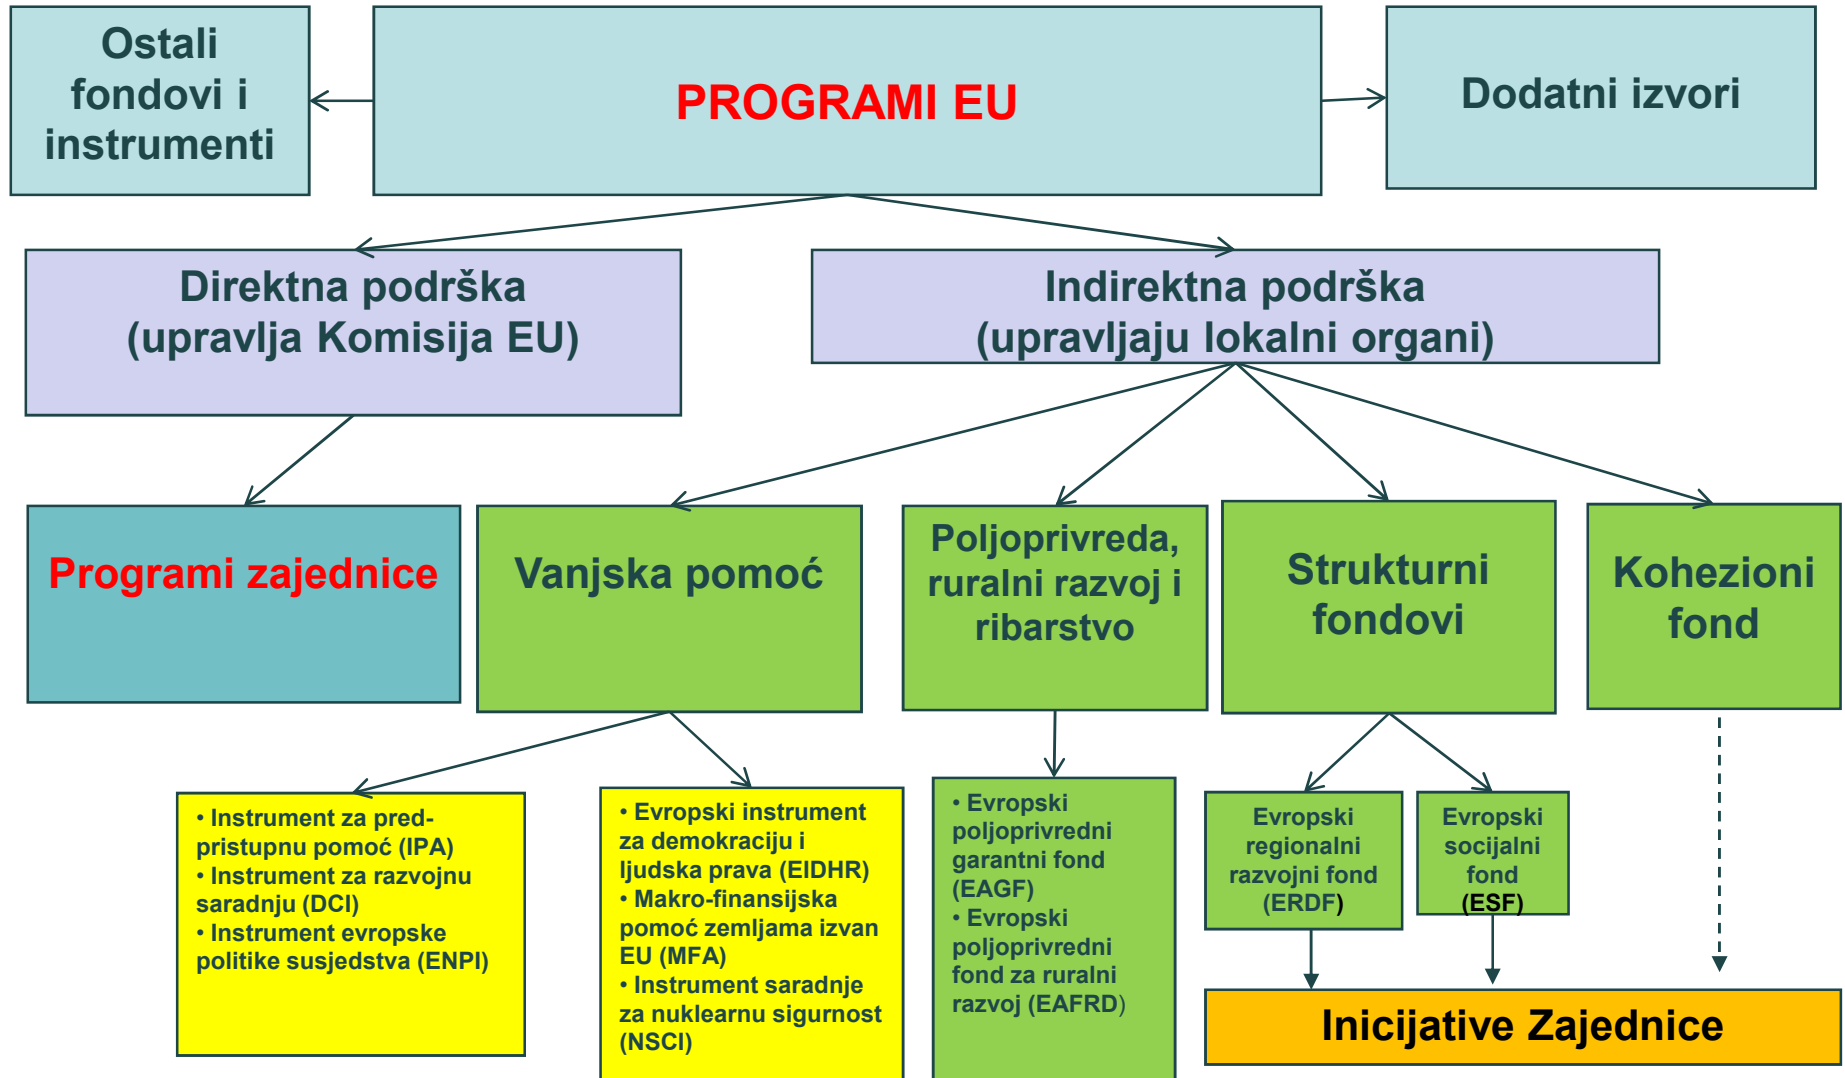 Ostali
fondovi i
instrumenti
PROGRAMI EU
Dodatni izvori
Direktna podrška
(upravlja Komisija EU)
Indirektna podrška
(upravljaju lokalni organi)
Programi zajednice
Vanjska pomoć
Poljoprivreda,
ruralni razvoj i
ribarstvo
Strukturni
fondovi
Kohezioni
fond
• Instrument za pred-
pristupnu pomoć (IPA)
• Instrument za razvojnu
saradnju (DCI)
• Instrument evropske
politike susjedstva (ENPI)
• Evropski instrument
za demokraciju i
ljudska prava (EIDHR)
• Makro-finansijska
pomoć zemljama izvan
EU (MFA)
• Instrument saradnje
za nuklearnu sigurnost
(NSCI)
• Evropski
poljoprivredni
garantni fond
(EAGF)
• Evropski
poljoprivredni
fond za ruralni
razvoj (EAFRD)
Evropski
regionalni
razvojni fond
(ERDF)
Evropski
socijalni
fond
(ESF)
Inicijative Zajednice